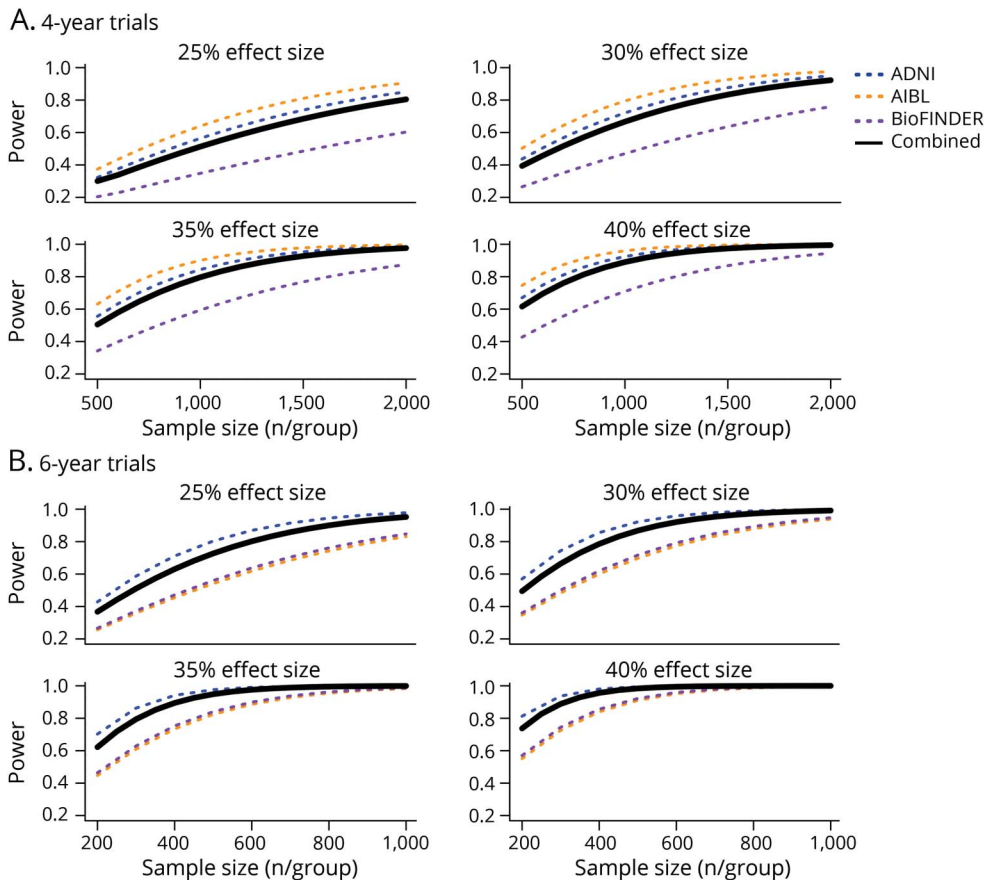 A. 4-year trials
25% effect size
30% effect size
1.0
0.8
0.6
0.4
0.2
Power
1.0
0.8
0.6
0.4
0.2
ADNI
AIBL
BioFINDER
Combined
35% effect size
40% effect size
1.0
0.8
0.6
0.4
0.2
Power
1.0
0.8
0.6
0.4
0.2
500 1,000 1,500 2,000
500 1,000 1,500 2,000
Sample size (n/group)
Sample size (n/group)
B. 6-year trials
25% effect size
30% effect size
1.0
0.8
0.6
0.4
0.2
Power
1.0
0.8
0.6
0.4
0.2
35% effect size
40% effect size
1.0
0.8
0.6
0.4
0.2
Power
1.0
0.8
0.6
0.4
0.2
200 400 600 800 1,000
200 400 600 800 1,000
Sample size (n/group)
Sample size (n/group)